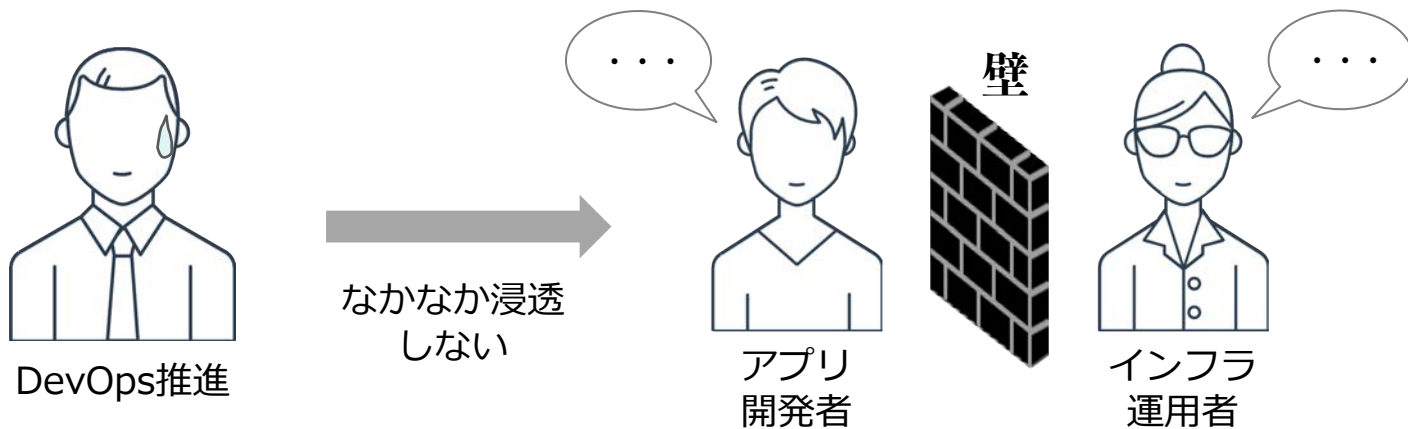 ・・・
・・・
壁
なかなか浸透
しない
DevOps推進
アプリ
開発者
インフラ
運用者